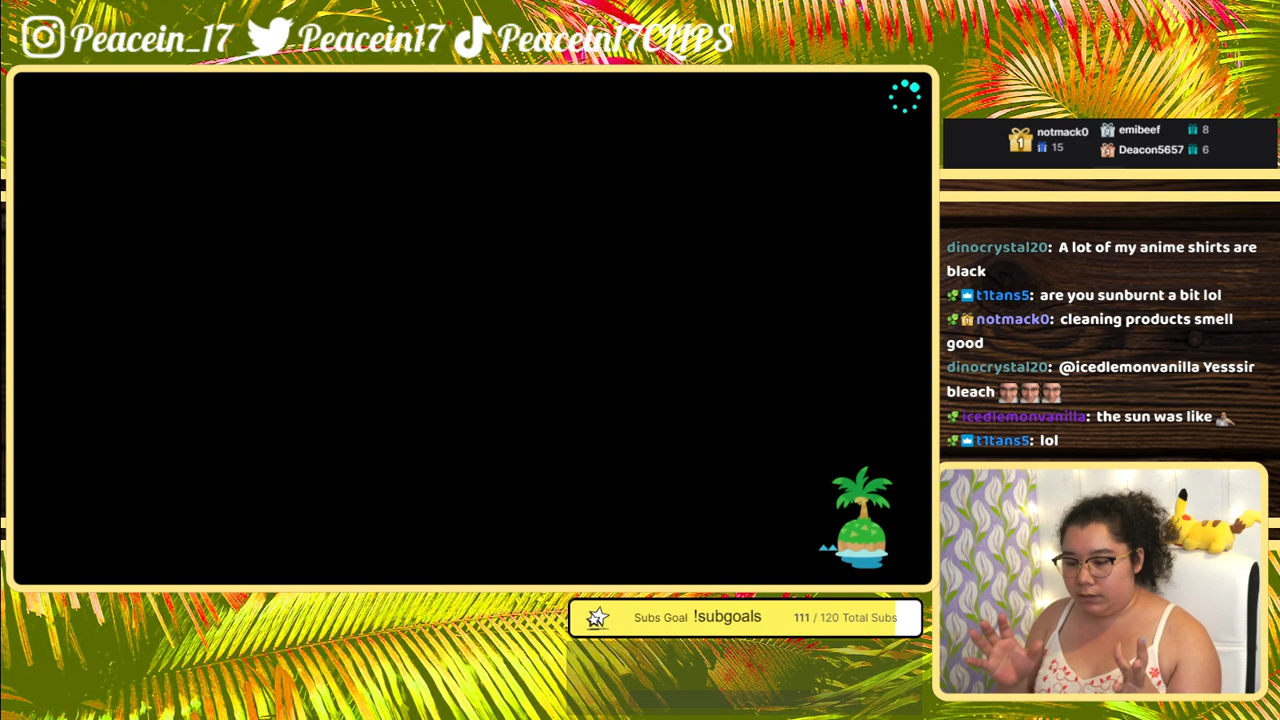 Peacein_17 Peacein17 Peacein17ClIPS
notmack0
15
emibeef 8
Deacon5657 6
dinocrystal20: A lot of my anime shirts are
black
t1tans5: are you sunburnt a bit lol
notmack0: cleaning products smell
good
dinocrystal20: @icedlemonvanilla Yesssir
bleach
icedlemonvanilla: the sun was like
t1tans5: lol
Subs Goal !subgoals 111 / 120 Total Subs